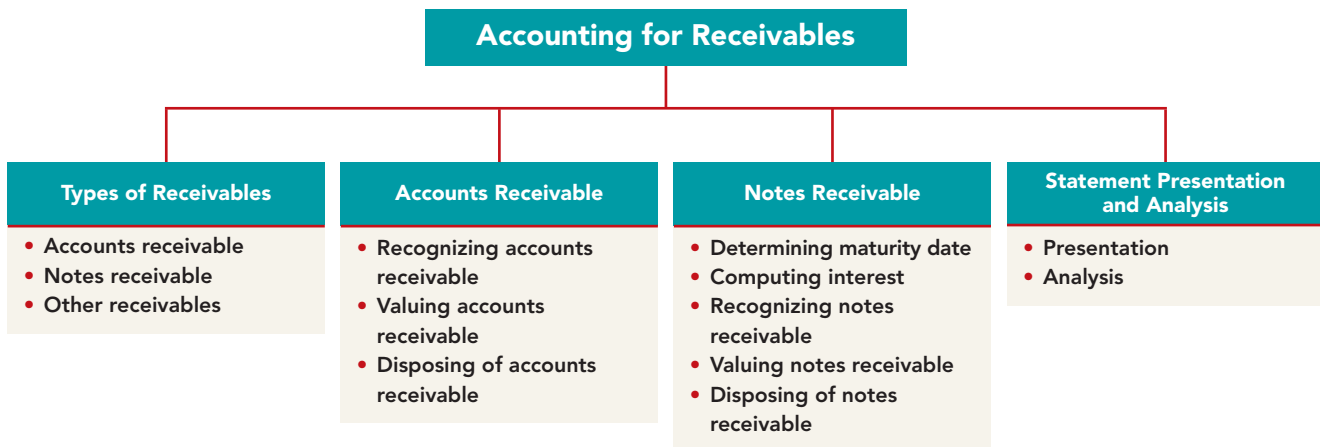 Accounting for Receivables
Types of Receivables
• Accounts receivable
• Notes receivable
• Other receivables
Accounts Receivable
• Recognizing accounts
receivable
• Valuing accounts
receivable
• Disposing of accounts
receivable
Notes Receivable
• Determining maturity date
• Computing interest
• Recognizing notes
receivable
• Valuing notes receivable
• Disposing of notes
receivable
Statement Presentation
and Analysis
• Presentation
• Analysis